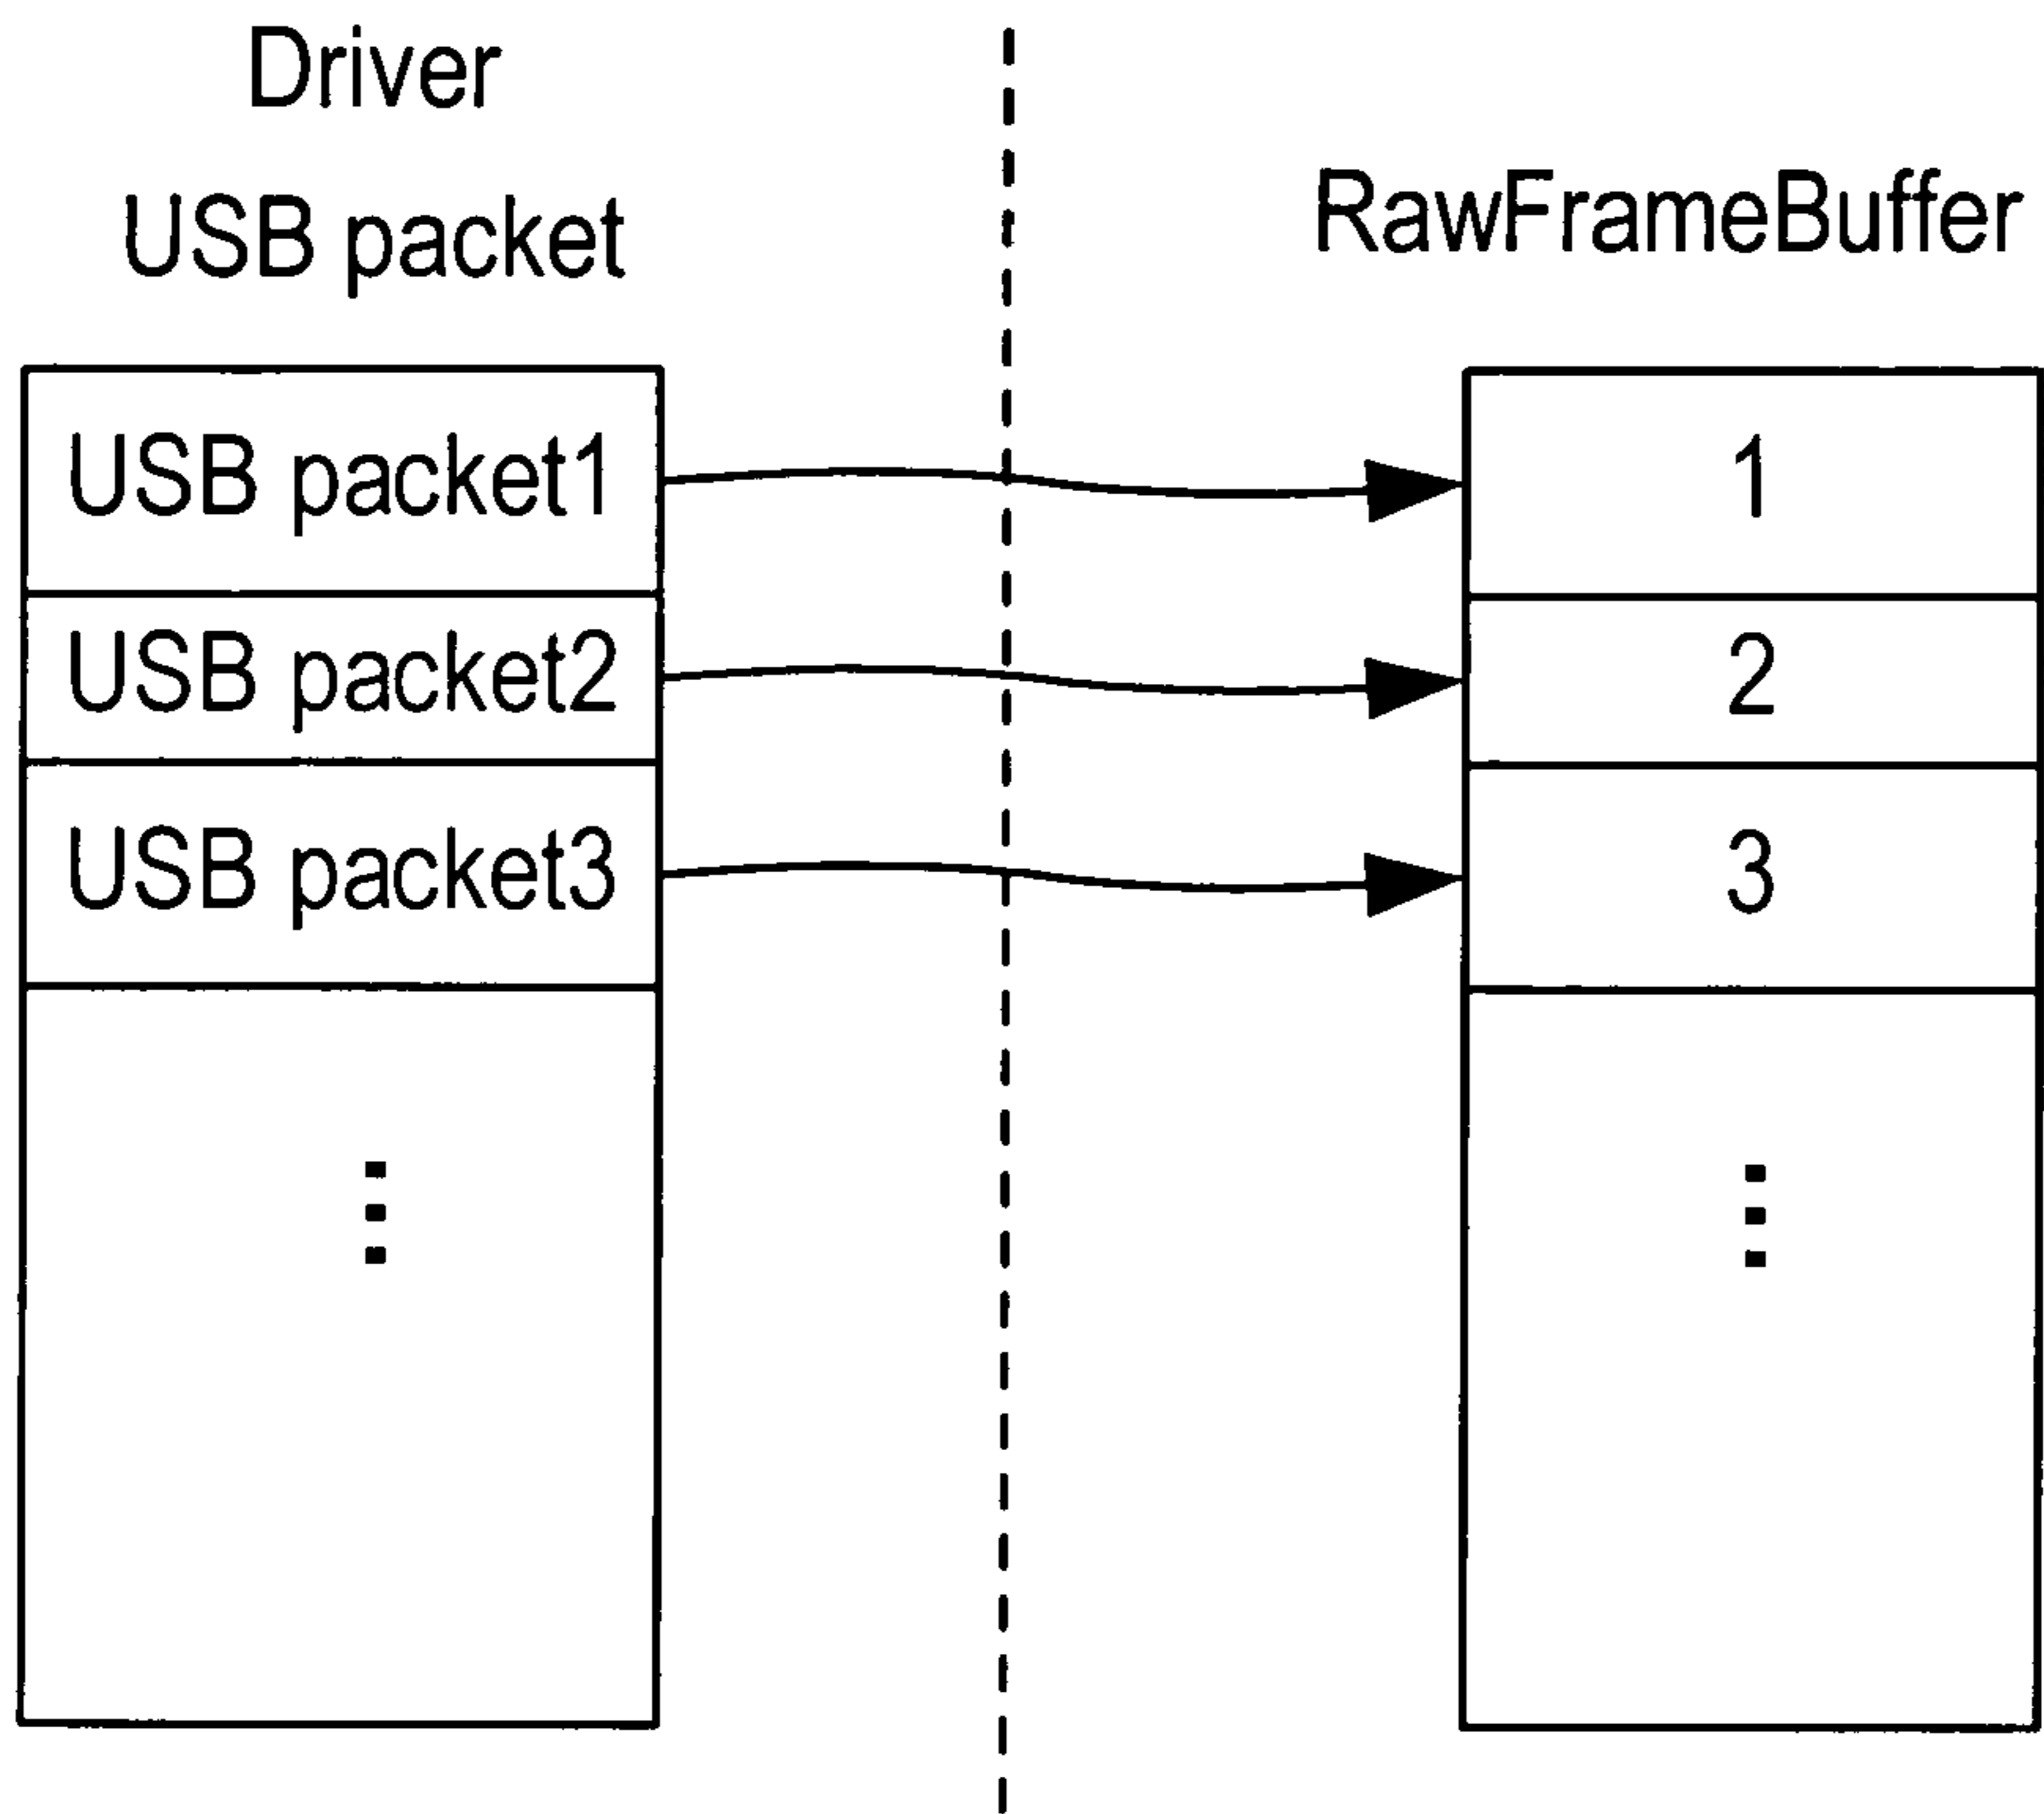 Driver
USB packet
RawFrameBuffer
USB packet1
1
USB packet2
2
USB packet3
3